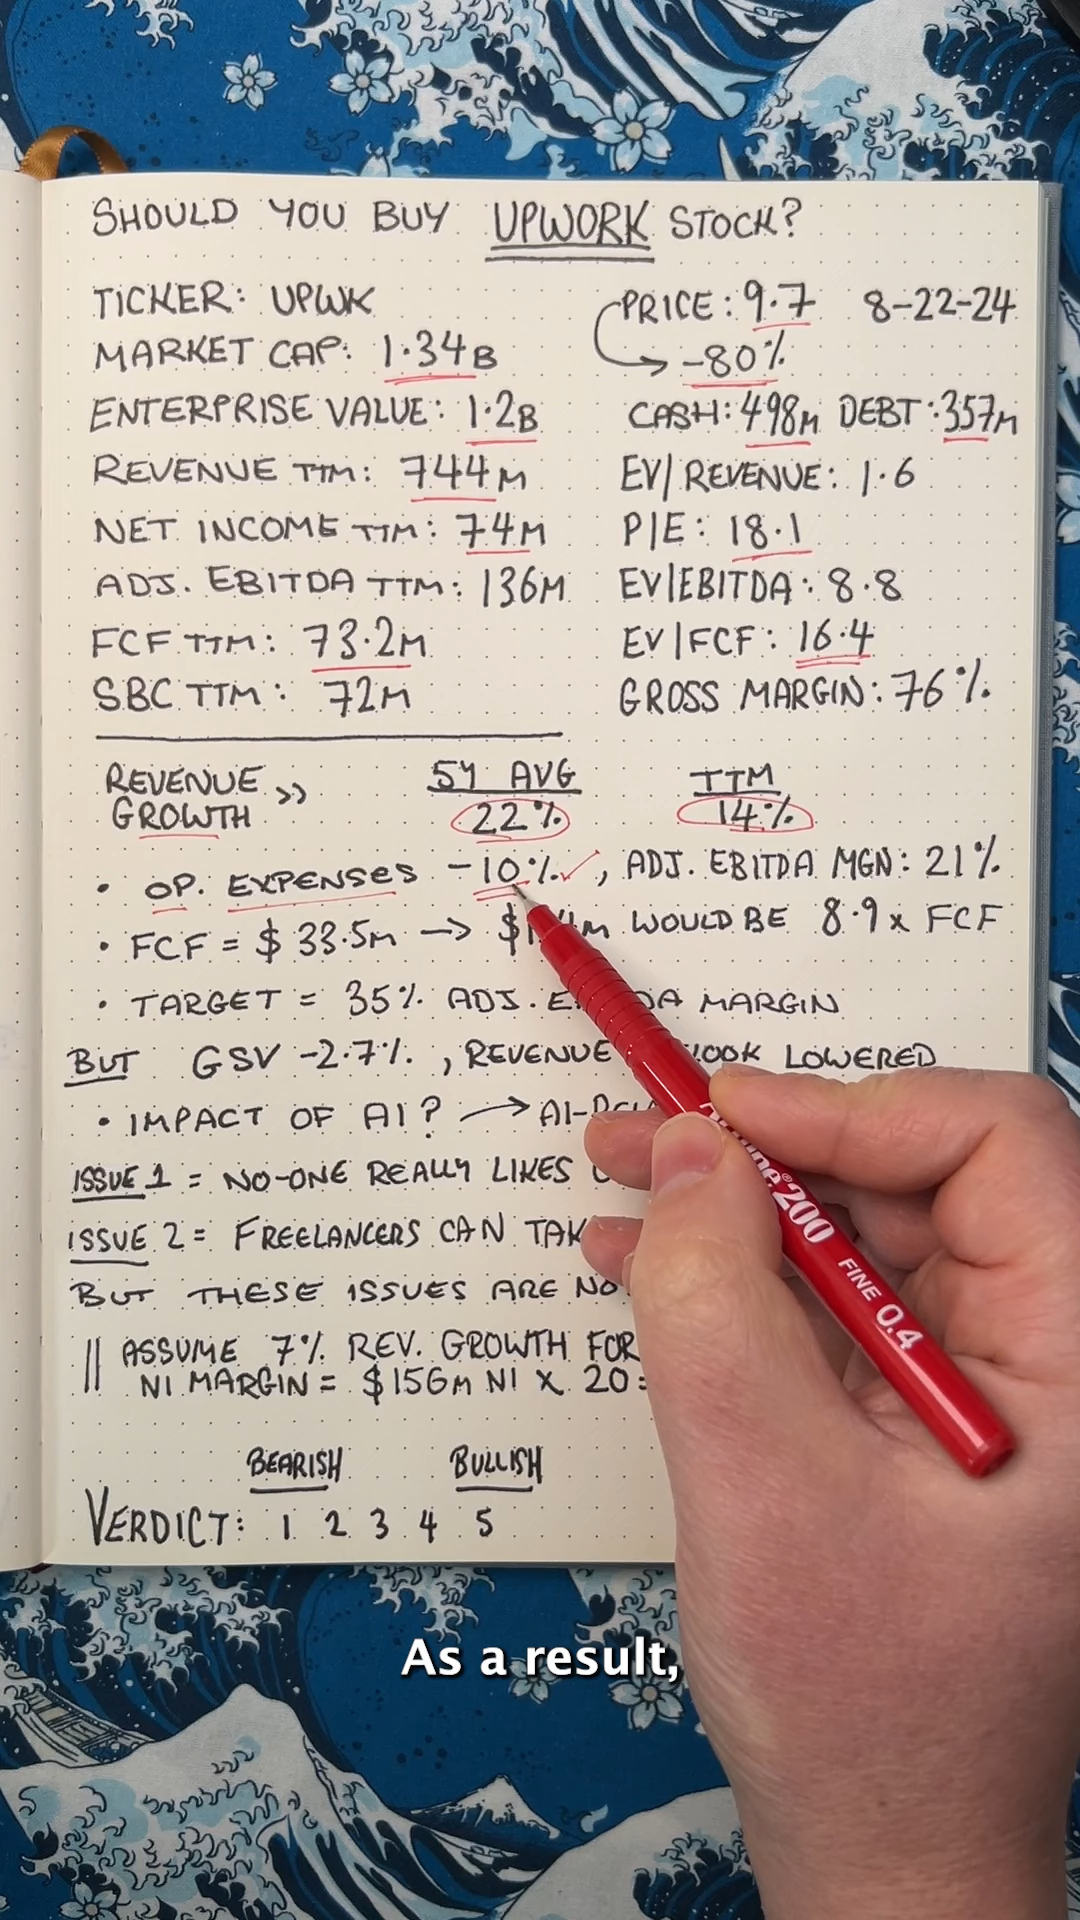 SHOULD YOU BUY UPWORK STOCK?
TICKER: UPWK
PRICE: 9.7 8-22-24
MARKET CAP: 1.34B
-80%
ENTERPRISE VALUE: 1.2B
CASH: 498M DEBT: 357M
REVENUE TTM: 744M
EV/REVENUE: 1.6
NET INCOME TTM: 74M
P/E: 18.1
ADJ. EBITDA TTM: 136M
EV/EBITDA: 8.8
FCF TTM: 73.2M
EV/FCF: 16.4
SBC TTM: 72M
GROSS MARGIN: 76%
REVENUE GROWTH >>
5Y AVG
22%
TTM
14%
• OP. EXPENSES -10% ✓, ADJ. EBITDA MGN: 21%
• FCF = $33.5M → WOULD BE 8.9x FCF
• TARGET = 35% ADJ. MARGIN
BUT GSV -2.7%, REVENUE LOWERED
• IMPACT OF AI? →
ISSUE 1 = NO-ONE REALLY LIKES
ISSUE 2 = FREELANCERS CAN
BUT THESE ISSUES ARE
|| ASSUME 7% REV. GROWTH FOR
NI MARGIN = $156M NI X 20 =
BEARISH BULLISH
VERDICT: 1 2 3 4 5
200 FINE 0.4
As a result,